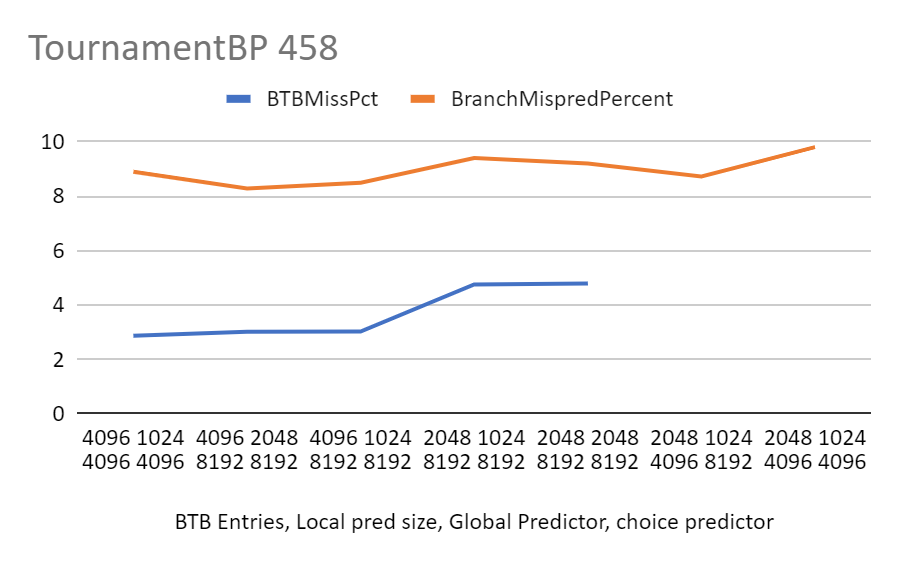 TournamentBP 458
BTBMissPct BranchMispredPercent
10
8
6
4
2
0
4096 1024 4096 2048 4096 1024 2048 1024 2048 2048 2048 1024 2048 1024
4096 4096 8192 8192 8192 8192 8192 8192 8192 8192 4096 8192 4096 4096
BTB Entries, Local pred size, Global Predictor, choice predictor